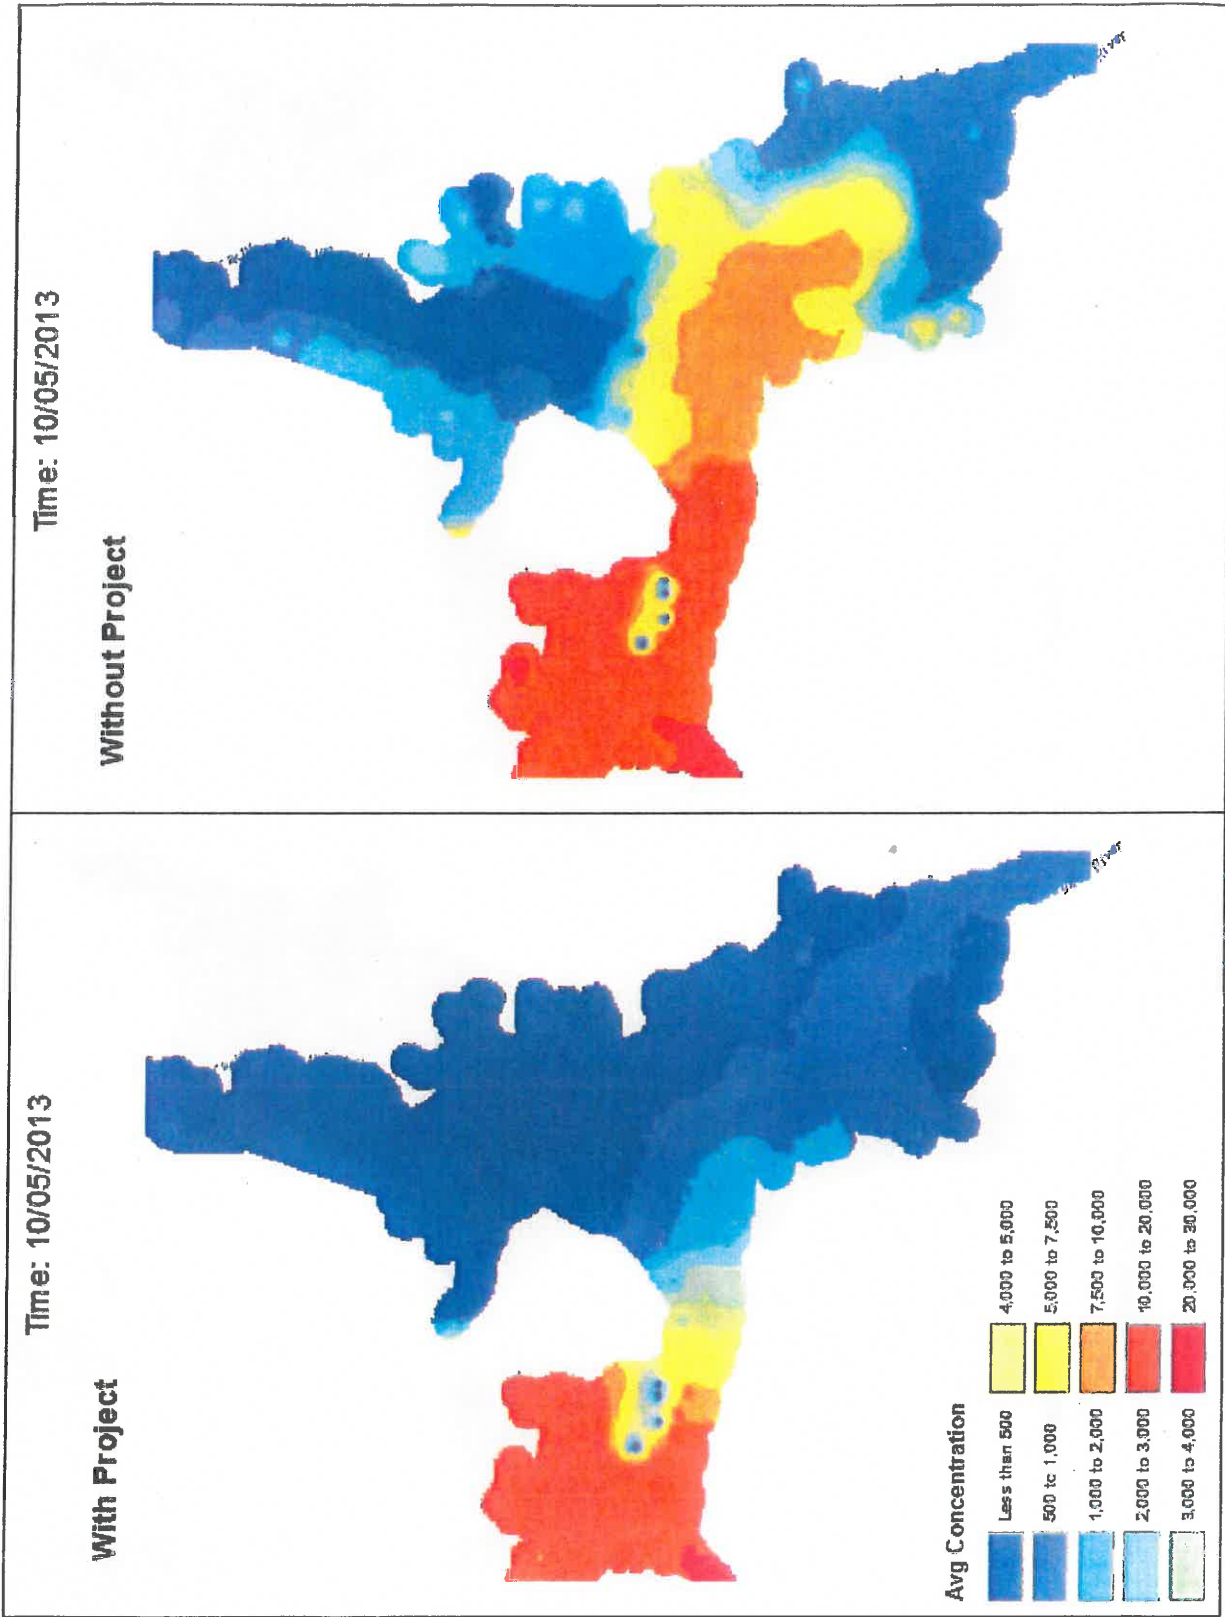 Time: 10/05/2013
With Project
Avg Concentration
Less than 500
500 to 1,000
1,000 to 2,000
2,000 to 3,000
3,000 to 4,000
4,000 to 5,000
5,000 to 7,500
7,500 to 10,000
10,000 to 20,000
20,000 to 30,000
River
Time: 10/05/2013
Without Project
River